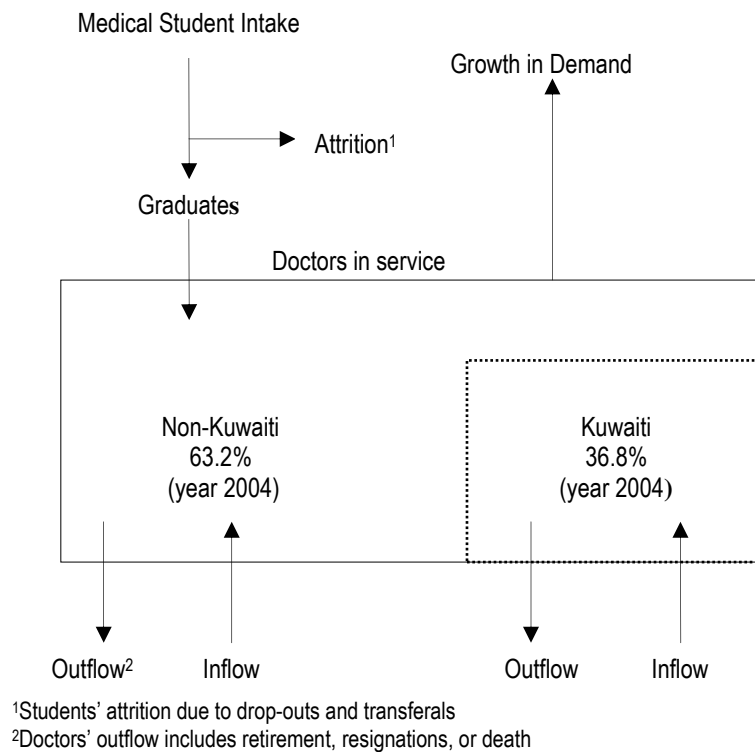 Medical Student Intake
Growth in Demand
Attrition¹
Graduates
Doctors in service
Non-Kuwaiti
63.2%
(year 2004)
Kuwaiti
36.8%
(year 2004)
Outflow²
Inflow
Outflow
Inflow
¹Students’ attrition due to drop-outs and transferals
²Doctors’ outflow includes retirement, resignations, or death